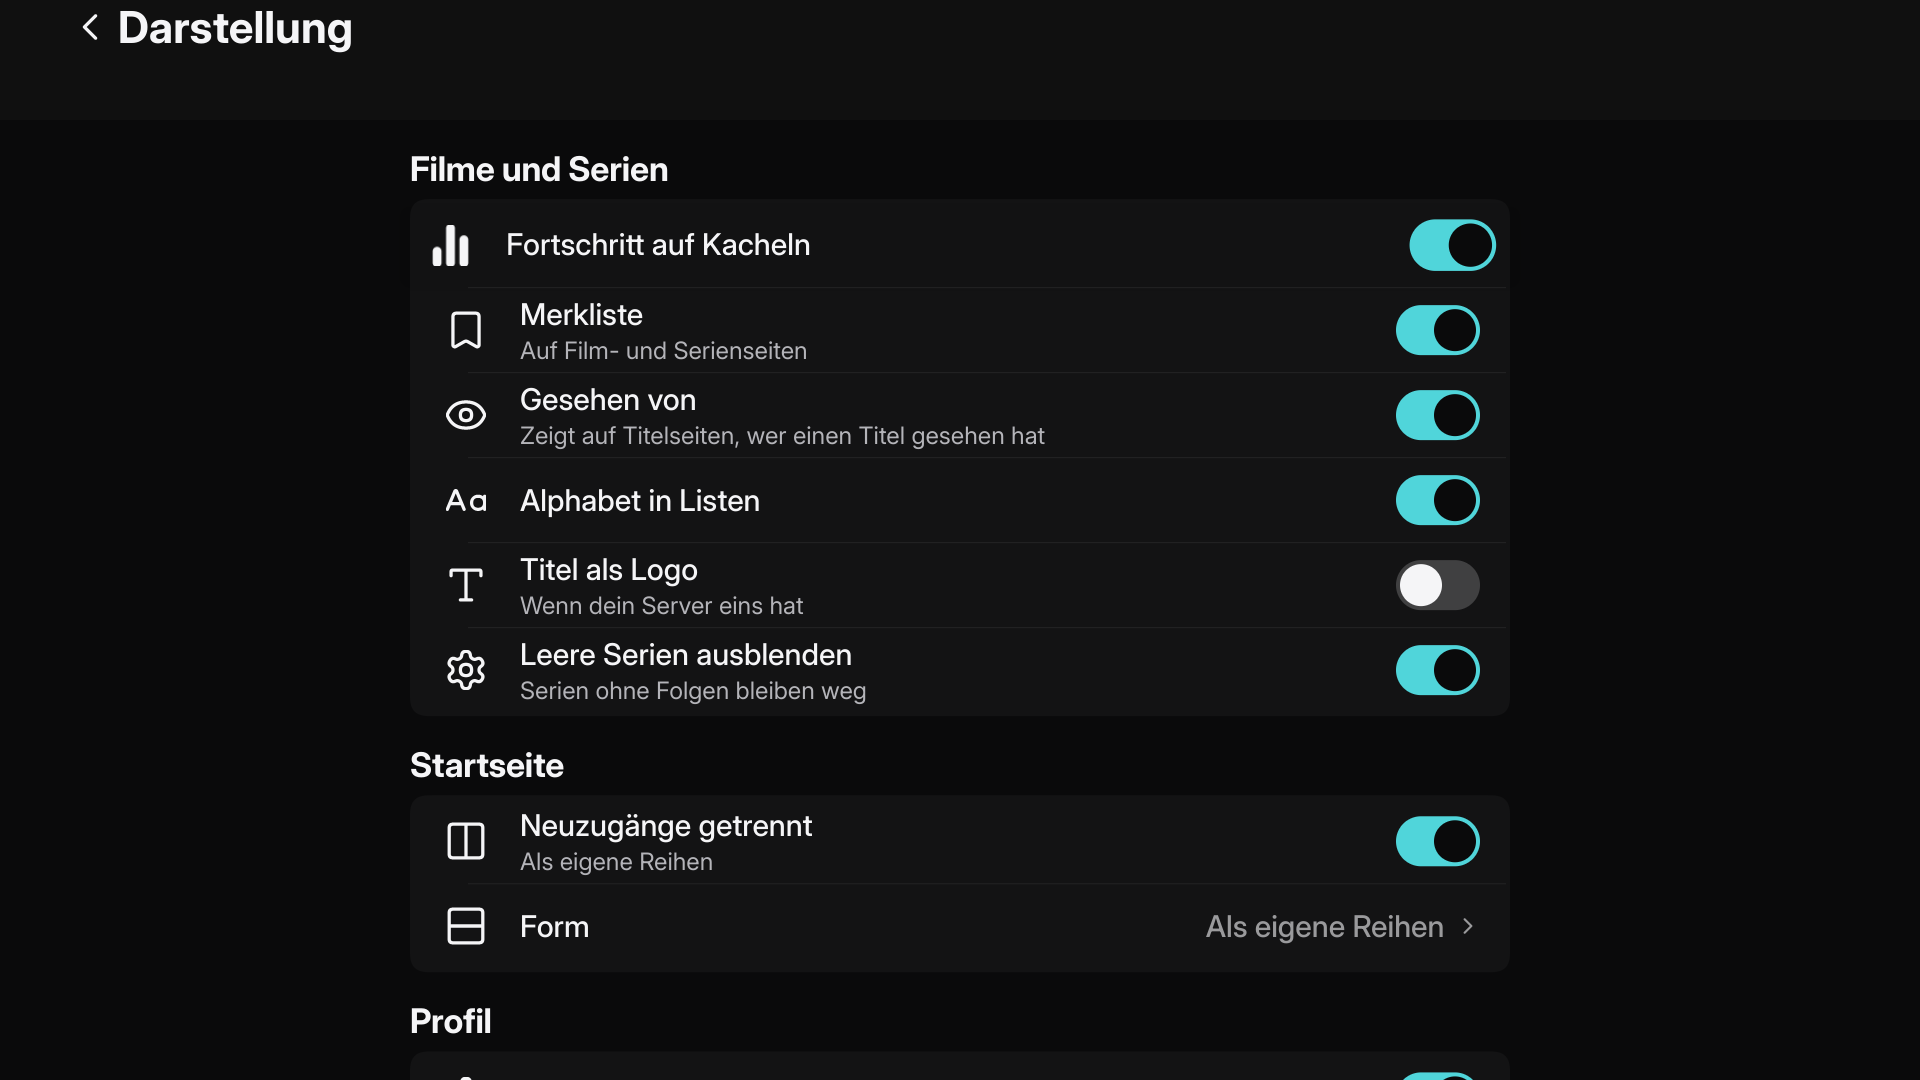 Darstellung
Filme und Serien
Fortschritt auf Kacheln
Merkliste
Auf Film- und Serienseiten
Gesehen von
Zeigt auf Titelseiten, wer einen Titel gesehen hat
Aa Alphabet in Listen
Titel als Logo
Wenn dein Server eins hat
Leere Serien ausblenden
Serien ohne Folgen bleiben weg
Startseite
Neuzugänge getrennt
Als eigene Reihen
Form Als eigene Reihen
Profil